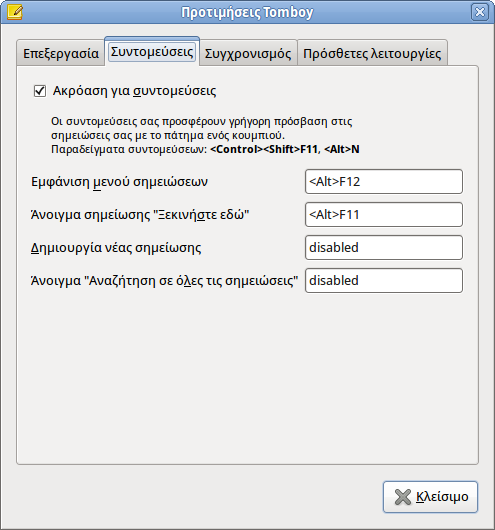 Προτιμήσεις Tomboy
Επεξεργασία Συντομεύσεις Συγχρονισμός Πρόσθετες λειτουργίες
Ακρόαση για συντομεύσεις
Οι συντομεύσεις σας προσφέρουν γρήγορη πρόσβαση στις
σημειώσεις σας με το πάτημα ενός κουμπιού.
Παραδείγματα συντομεύσεων: <Control><Shift>F11, <Alt>N
Εμφάνιση μενού σημειώσεων <Alt>F12
Άνοιγμα σημείωσης "Ξεκινήστε εδώ" <Alt>F11
Δημιουργία νέας σημείωσης disabled
Άνοιγμα "Αναζήτηση σε όλες τις σημειώσεις" disabled
Κλείσιμο